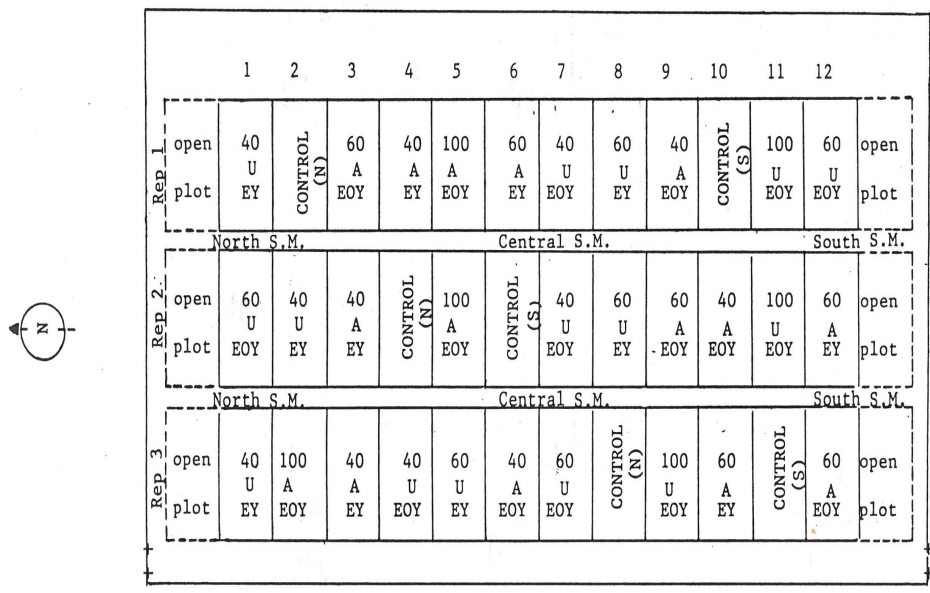 1 2 3 4 5 6 7 8 9 10 11 12
Rep 1
open 40 CONTROL (N) 60 40 100 60 40 60 40 CONTROL (S) 100 60 open
U A A A A U U A U U
plot EY EOY EY EOY EY EOY EY EOY EOY EOY plot
North S.M. Central S.M. South S.M.
Rep 2.
open 60 40 40 CONTROL (N) 100 CONTROL (S) 40 60 60 40 100 60 open
U U A A U U A A U A
plot EOY EY EY EOY EOY EY EOY EOY EOY EY plot
North S.M. Central S.M. South S.M.
Rep 3
open 40 100 40 40 60 40 60 CONTROL (N) 100 60 CONTROL (S) 60 open
U A A U U A U U A A
plot EY EOY EY EOY EY EOY EOY EOY EY EOY plot
N